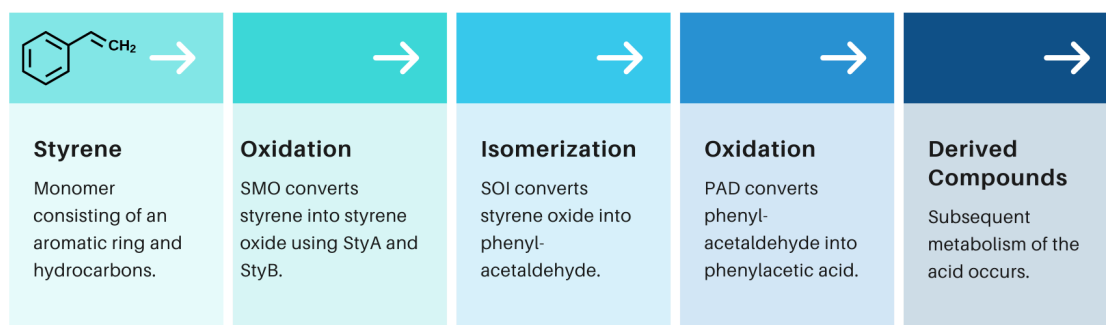 CH₂
Styrene
Monomer
consisting of an
aromatic ring and
hydrocarbons.
Oxidation
SMO converts
styrene into styrene
oxide using StyA and
StyB.
Isomerization
SOI converts
styrene oxide into
phenyl-
acetaldehyde.
Oxidation
PAD converts
phenyl-
acetaldehyde into
phenylacetic acid.
Derived
Compounds
Subsequent
metabolism of the
acid occurs.